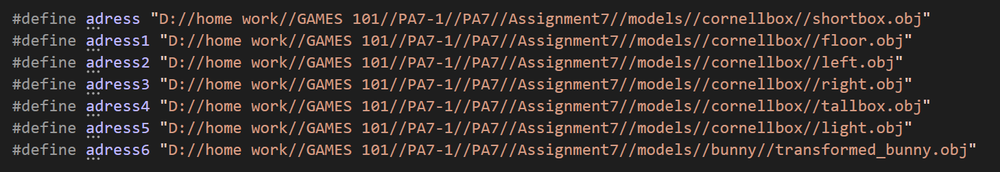 #define adress "D://home work//GAMES 101//PA7-1//PA7//Assignment7//models//cornellbox//shortbox.obj"
#define adress1 "D://home work//GAMES 101//PA7-1//PA7//Assignment7//models//cornellbox//floor.obj"
#define adress2 "D://home work//GAMES 101//PA7-1//PA7//Assignment7//models//cornellbox//left.obj"
#define adress3 "D://home work//GAMES 101//PA7-1//PA7//Assignment7//models//cornellbox//right.obj"
#define adress4 "D://home work//GAMES 101//PA7-1//PA7//Assignment7//models//cornellbox//tallbox.obj"
#define adress5 "D://home work//GAMES 101//PA7-1//PA7//Assignment7//models//cornellbox//light.obj"
#define adress6 "D://home work//GAMES 101//PA7-1//PA7//Assignment7//models//bunny//transformed_bunny.obj"